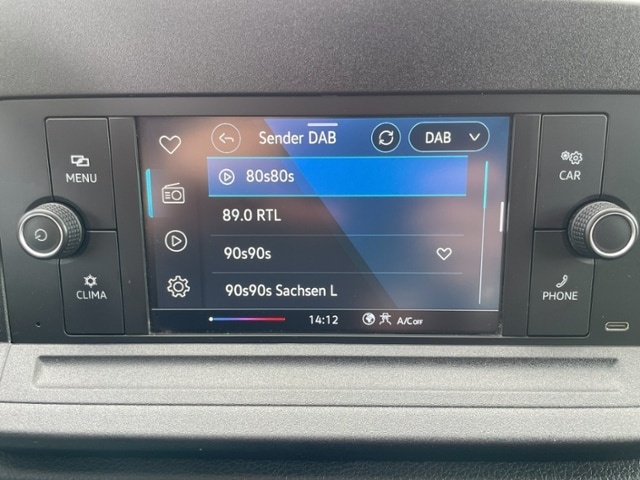 MENU
CLIMA
Sender DAB
DAB
80s80s
89.0 RTL
90s90s
90s90s Sachsen L
14:12
A/C OFF
CAR
PHONE